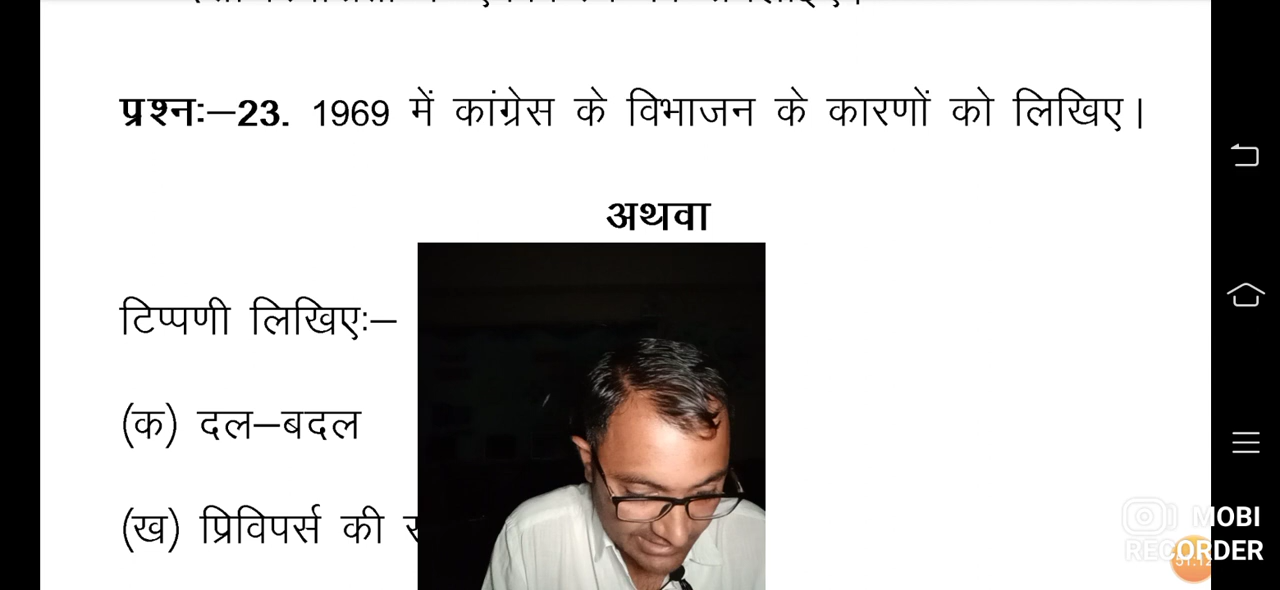 प्रश्नः–23. 1969 में कांग्रेस के विभाजन के कारणों को लिखिए।
अथवा
टिप्पणी लिखिएः–
(क) दल–बदल
(ख) प्रिविपर्स की
MOBI
RECORDER